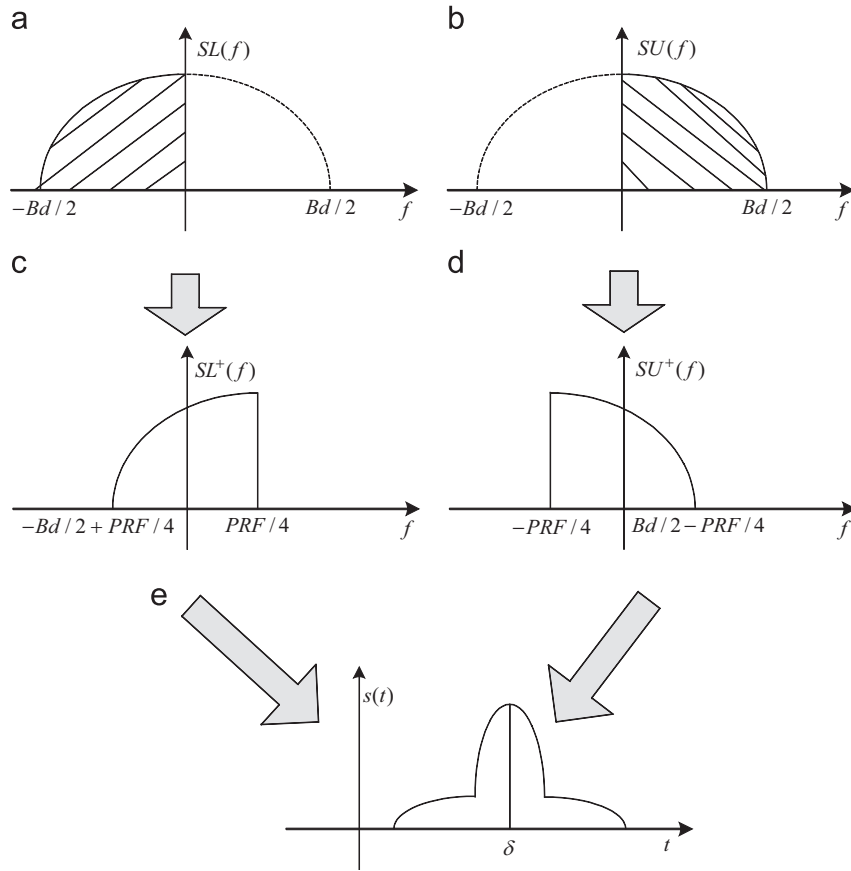 a
b
SL(f)
SU(f)
−Bd / 2
Bd / 2
f
−Bd / 2
Bd / 2
f
c
d
SL⁺(f)
SU⁺(f)
−Bd / 2 + PRF / 4
PRF / 4
f
−PRF / 4
Bd / 2 − PRF / 4
f
e
s(t)
δ
t